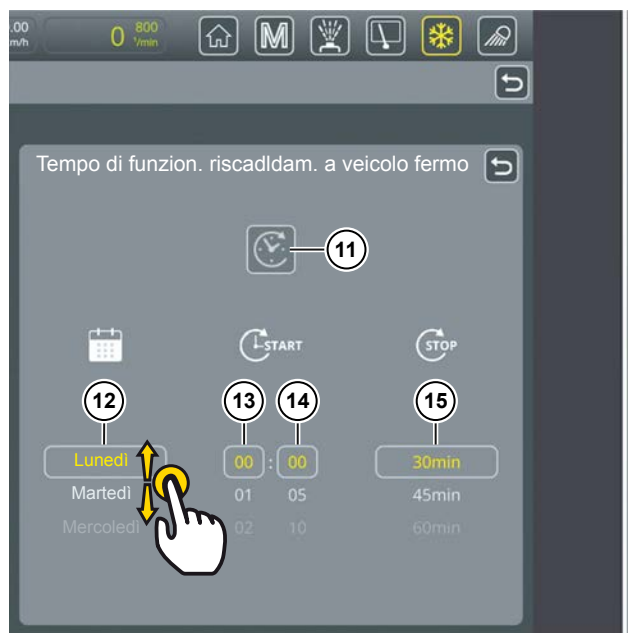 .00 km/h 0 800 1/min M
Tempo di funzion. riscadldam. a veicolo fermo
11
START STOP
12 13 14 15
Lunedì 00 : 00 30min
Martedì 01 05 45min
Mercoledì 02 10 60min